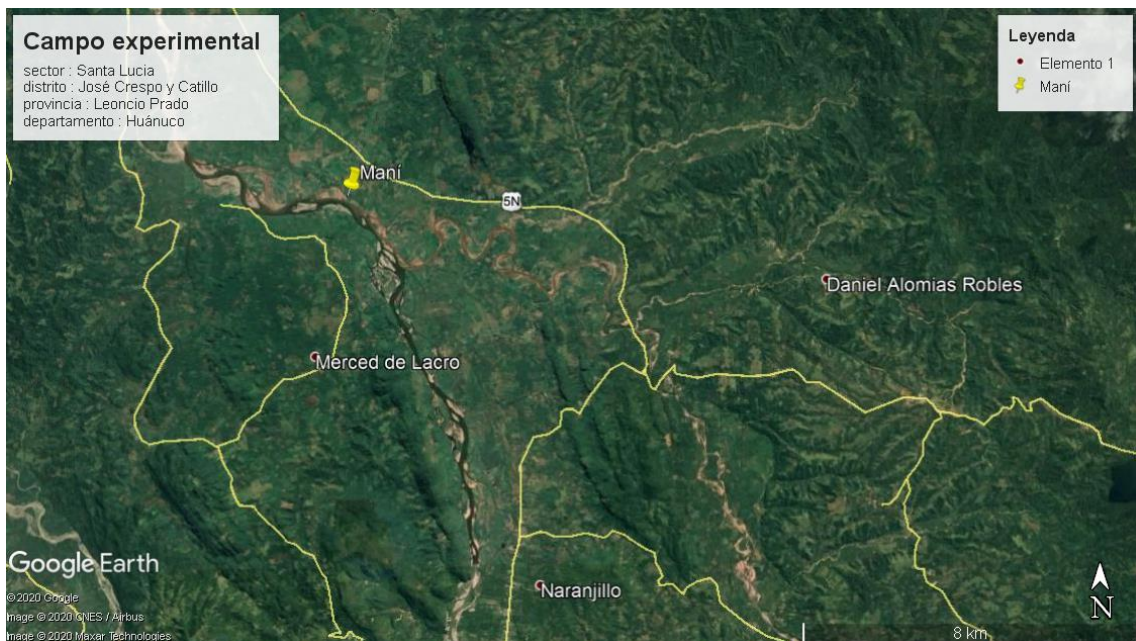 Campo experimental
sector : Santa Lucia
distrito : José Crespo y Catillo
provincia : Leoncio Prado
departamento : Huánuco
Leyenda
Elemento 1
Maní
Maní
5N
Daniel Alomias Robles
Merced de Lacro
Naranjillo
Google Earth
© 2020 Google
Image © 2020 CNES / Airbus
Image © 2020 Maxar Technologies
N
8 km